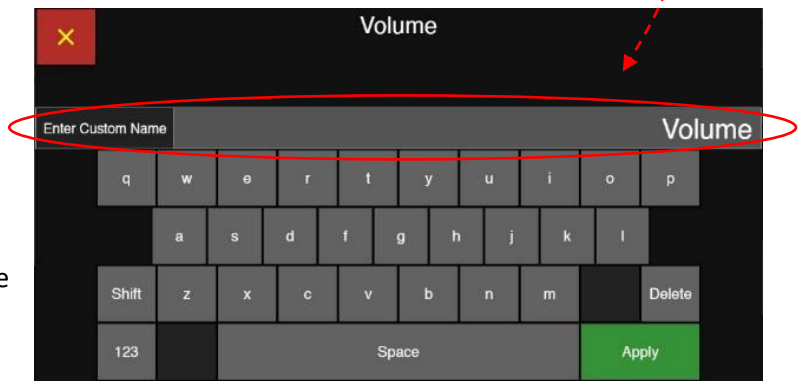 × Volume
Enter Custom Name Volume
q w e r t y u i o p
a s d f g h j k l
e
Shift z x c v b n m Delete
123 Space Apply